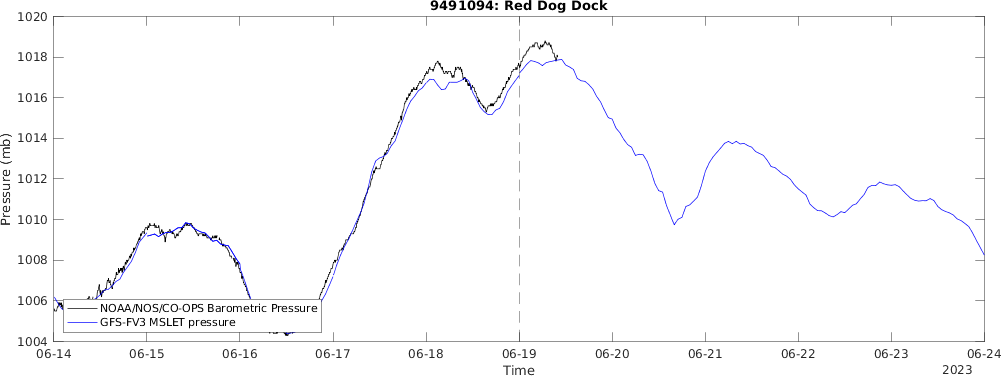 9491094: Red Dog Dock
Pressure (mb)
1020
1018
1016
1014
1012
1010
1008
1006
1004
NOAA/NOS/CO-OPS Barometric Pressure
GFS-FV3 MSLET pressure
06-14 06-15 06-16 06-17 06-18 06-19 06-20 06-21 06-22 06-23 06-24
Time
2023